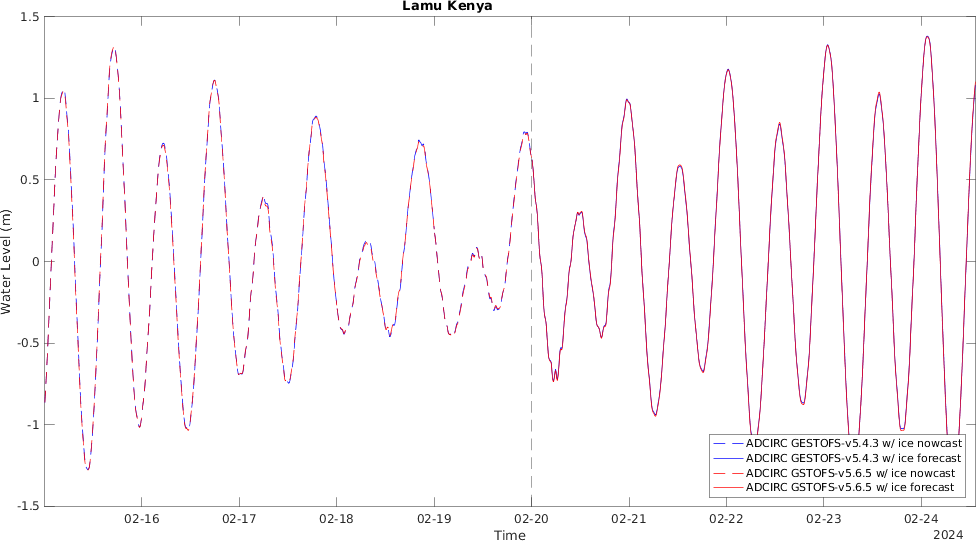 Lamu Kenya
1.5
1
0.5
0
-0.5
-1
-1.5
Water Level (m)
02-16 02-17 02-18 02-19 02-20 02-21 02-22 02-23 02-24
Time
2024
ADCIRC GESTOFS-v5.4.3 w/ ice nowcast
ADCIRC GESTOFS-v5.4.3 w/ ice forecast
ADCIRC GSTOFS-v5.6.5 w/ ice nowcast
ADCIRC GSTOFS-v5.6.5 w/ ice forecast